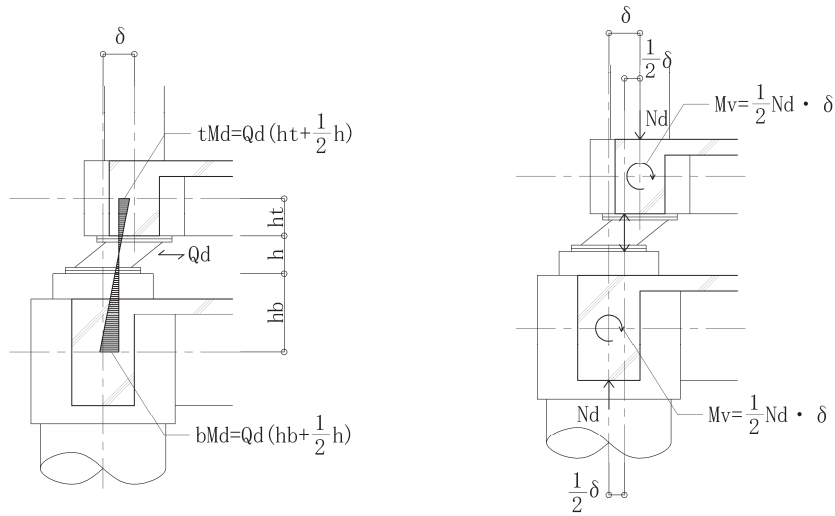 δ
tMd=Qd(ht+1/2h)
ht
Qd
h
hb
bMd=Qd(hb+1/2h)
δ
1/2δ
Nd
Mv=1/2Nd・δ
Nd
Mv=1/2Nd・δ
1/2δ